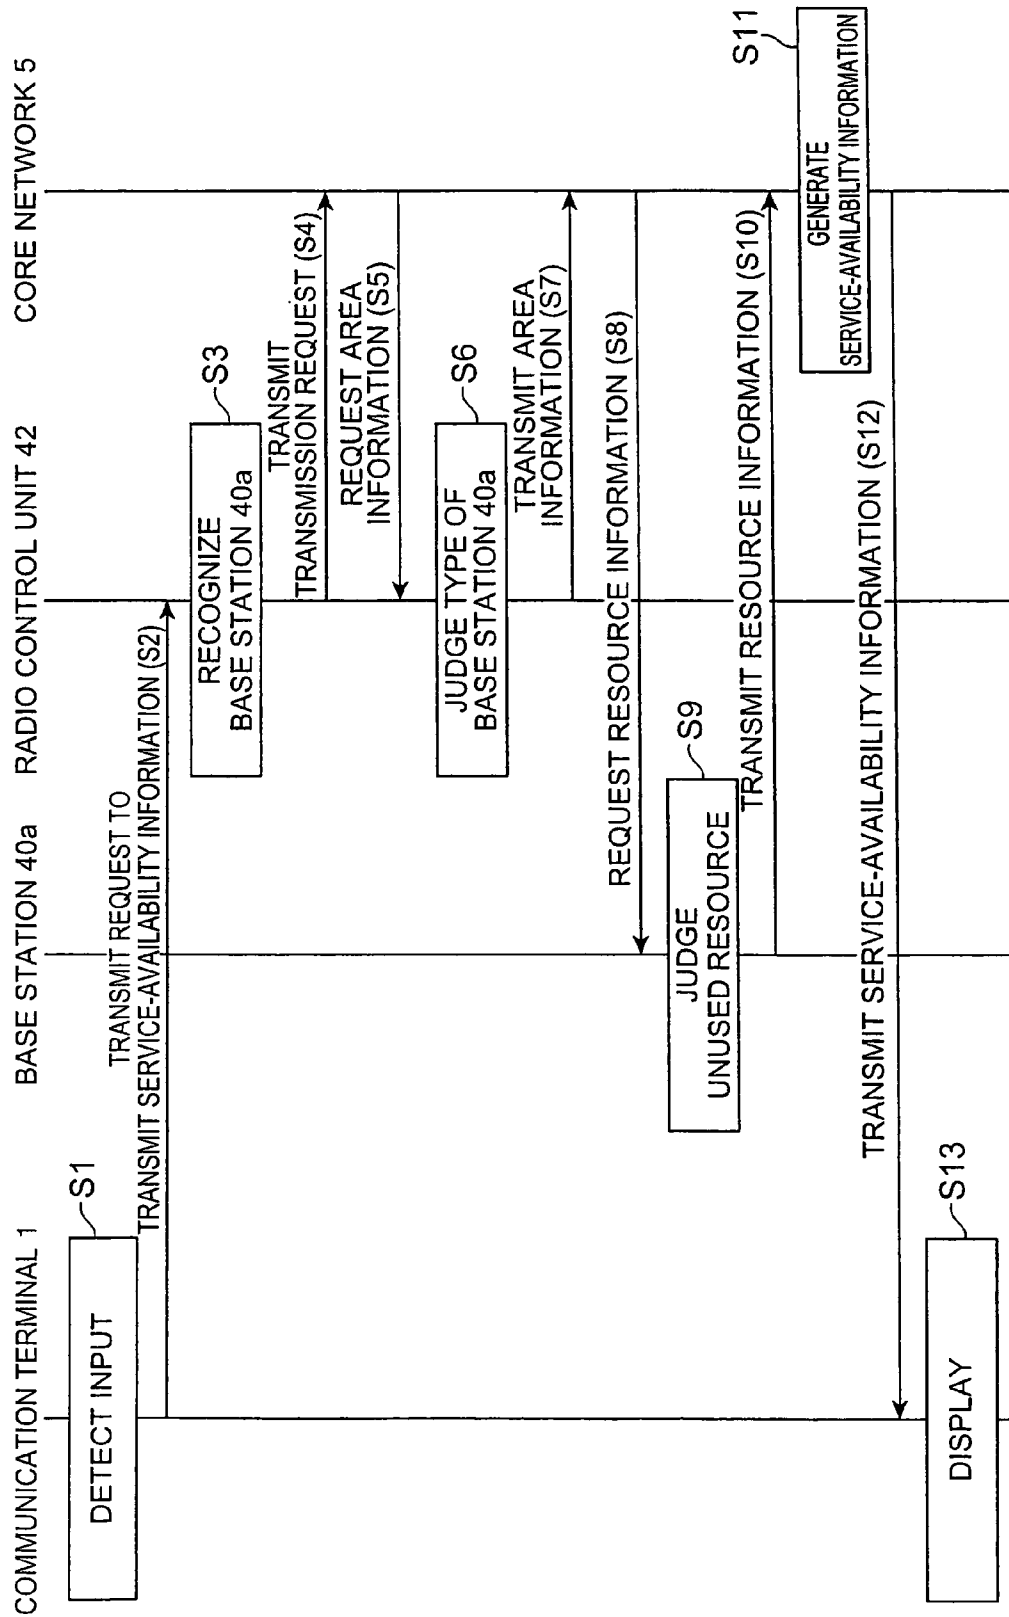 COMMUNICATION TERMINAL 1
BASE STATION 40a
RADIO CONTROL UNIT 42
CORE NETWORK 5
DETECT INPUT
S1
TRANSMIT REQUEST TO
TRANSMIT SERVICE-AVAILABILITY INFORMATION (S2)
RECOGNIZE
BASE STATION 40a
S3
TRANSMIT
TRANSMISSION REQUEST (S4)
REQUEST AREA
INFORMATION (S5)
JUDGE TYPE OF
BASE STATION 40a
S6
TRANSMIT AREA
INFORMATION (S7)
REQUEST RESOURCE INFORMATION (S8)
JUDGE
UNUSED RESOURCE
S9
TRANSMIT RESOURCE INFORMATION (S10)
GENERATE
SERVICE-AVAILABILITY INFORMATION
S11
TRANSMIT SERVICE-AVAILABILITY INFORMATION (S12)
DISPLAY
S13